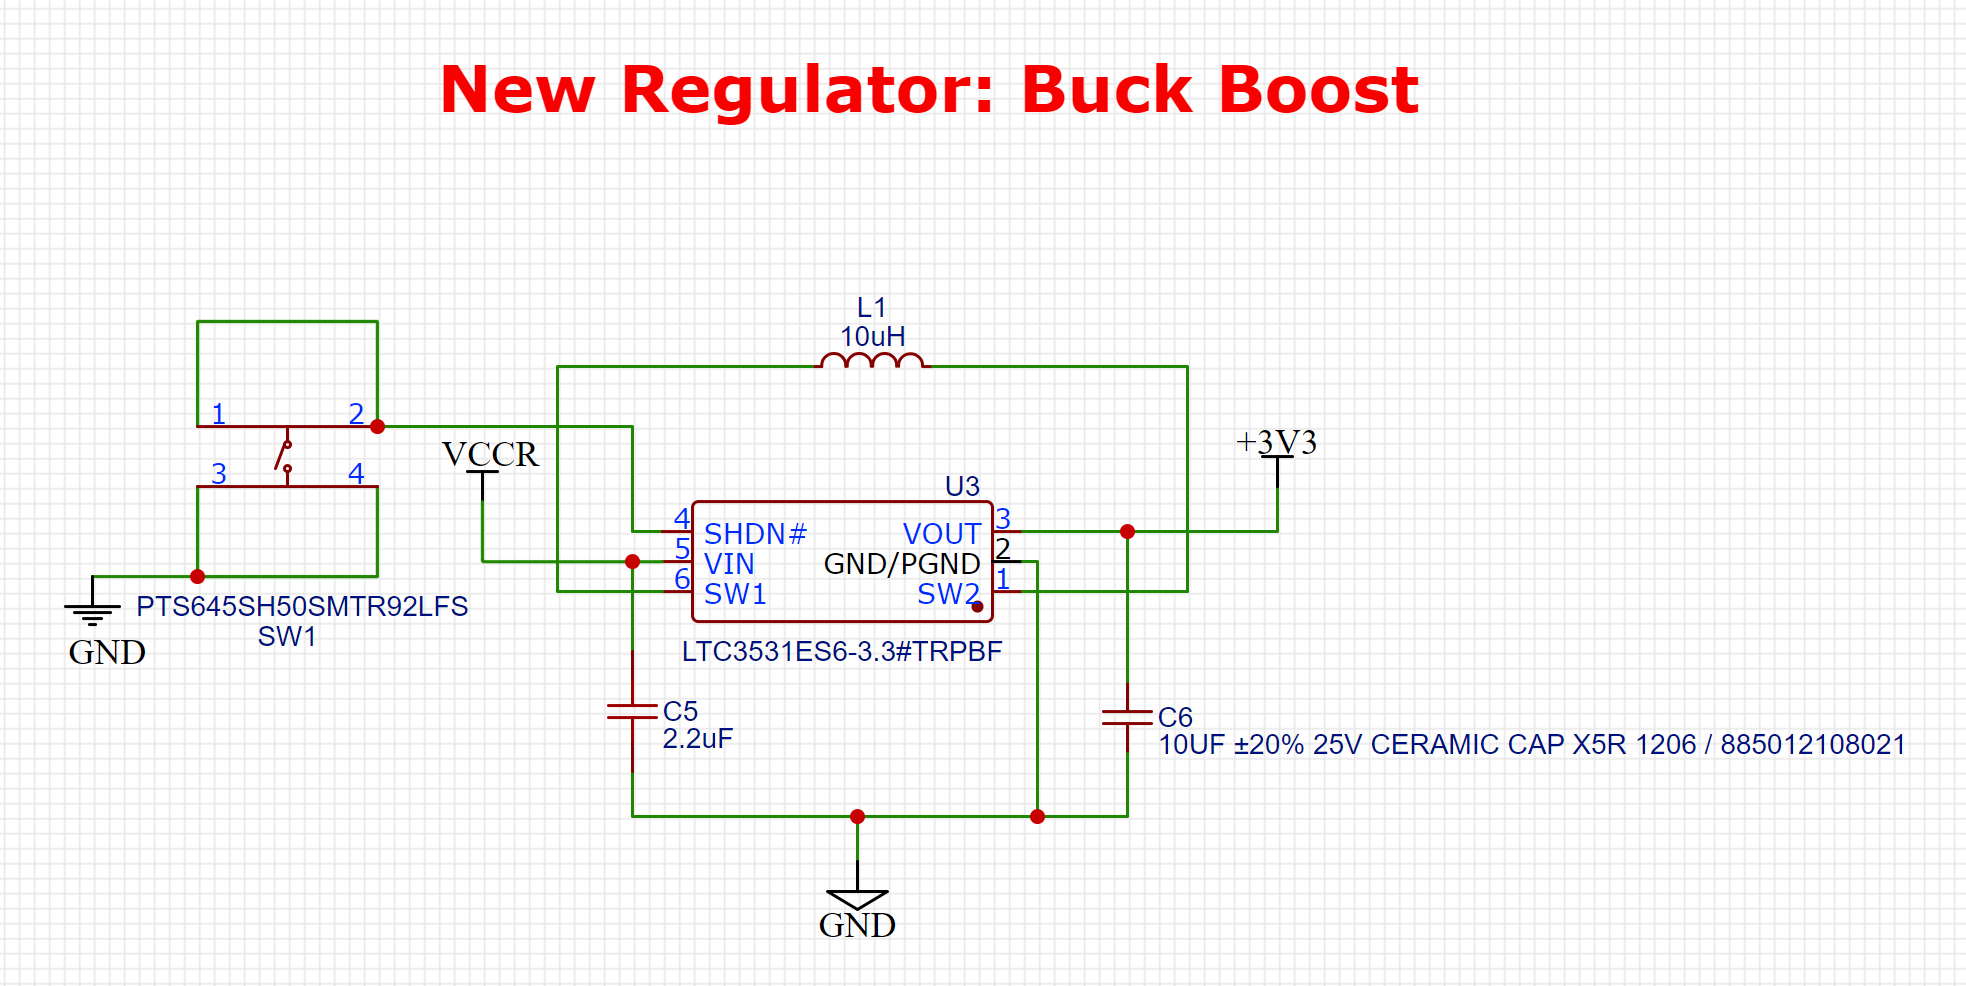 New Regulator: Buck Boost
L1
10uH
1 2
3 4
VCCR
+3V3
U3
4 SHDN# VOUT 3
5 VIN GND/PGND 2
6 SW1 SW2 1
LTC3531ES6-3.3#TRPBF
PTS645SH50SMTR92LFS
SW1
GND
C5
2.2uF
C6
10UF ±20% 25V CERAMIC CAP X5R 1206 / 885012108021
GND